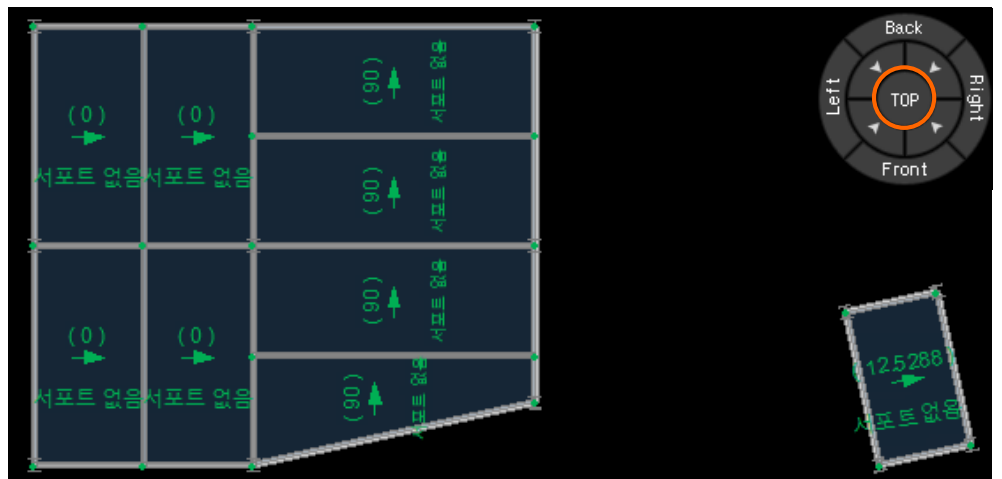 (0)
서포트 없음
(0)
서포트 없음
(90)
서포트 없음
(90)
서포트 없음
(0)
서포트 없음
(0)
서포트 없음
(90)
서포트 없음
(90)
서포트 없음
(12.5288)
서포트 없음
Back
Left
TOP
Right
Front